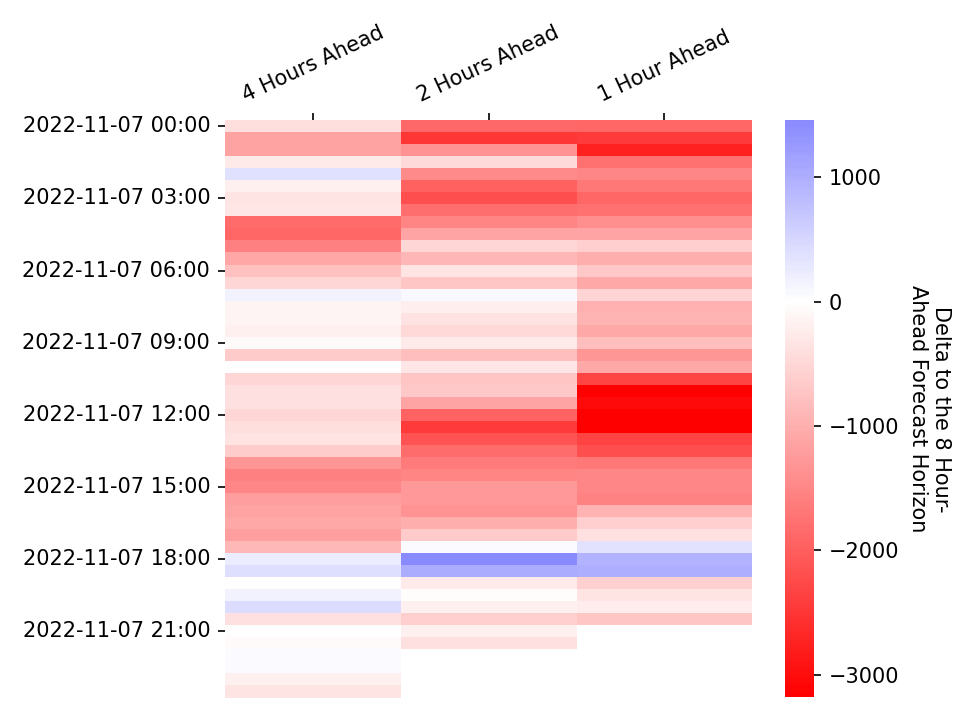 4 Hours Ahead
2 Hours Ahead
1 Hour Ahead
2022-11-07 00:00
2022-11-07 03:00
2022-11-07 06:00
2022-11-07 09:00
2022-11-07 12:00
2022-11-07 15:00
2022-11-07 18:00
2022-11-07 21:00
1000
0
−1000
−2000
−3000
Delta to the 8 Hour-
Ahead Forecast Horizon